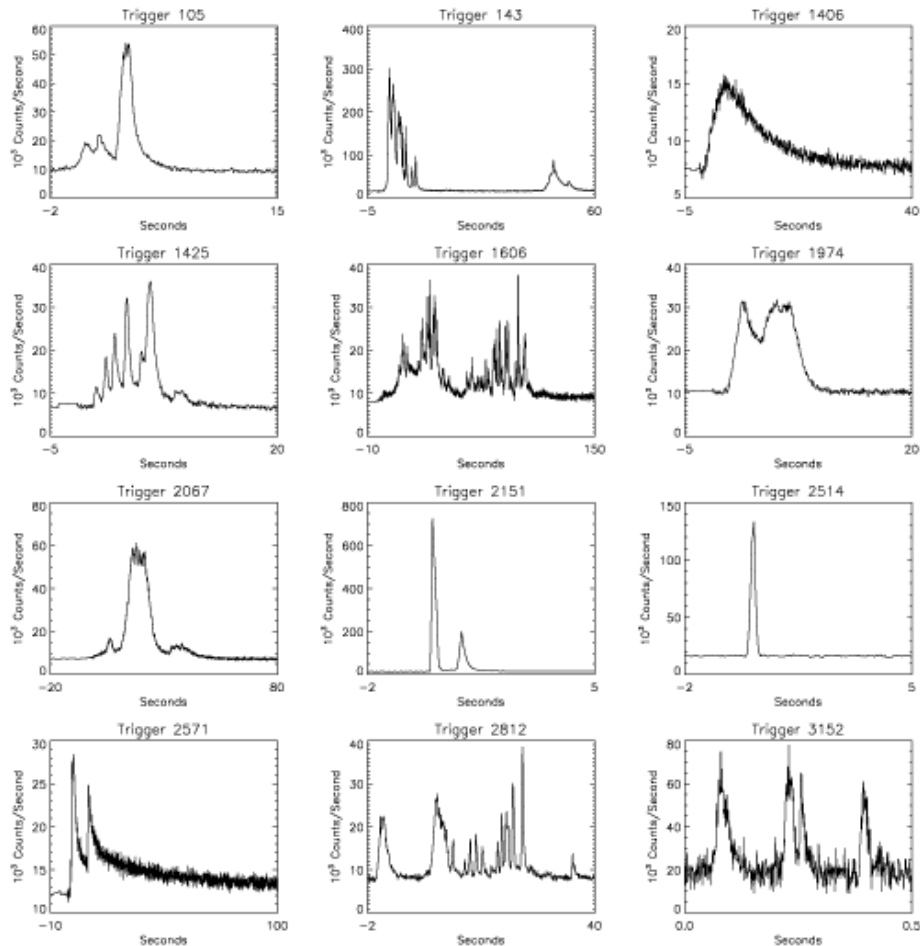 Trigger 105
10³ Counts/Second
60
50
40
30
20
10
0
-2
15
Seconds
Trigger 143
10³ Counts/Second
400
300
200
100
0
-5
60
Seconds
Trigger 1406
10³ Counts/Second
20
15
10
5
-5
40
Seconds
Trigger 1425
10³ Counts/Second
40
30
20
10
0
-5
20
Seconds
Trigger 1606
10³ Counts/Second
40
30
20
10
0
-10
150
Seconds
Trigger 1974
10³ Counts/Second
40
30
20
10
0
-5
20
Seconds
Trigger 2067
10³ Counts/Second
80
60
40
20
0
-20
80
Seconds
Trigger 2151
10³ Counts/Second
800
600
400
200
0
-2
5
Seconds
Trigger 2514
10³ Counts/Second
150
100
50
0
-2
5
Seconds
Trigger 2571
10³ Counts/Second
30
25
20
15
10
-10
100
Seconds
Trigger 2812
10³ Counts/Second
40
30
20
10
0
-2
40
Seconds
Trigger 3152
10³ Counts/Second
80
60
40
20
0
0.0
0.5
Seconds